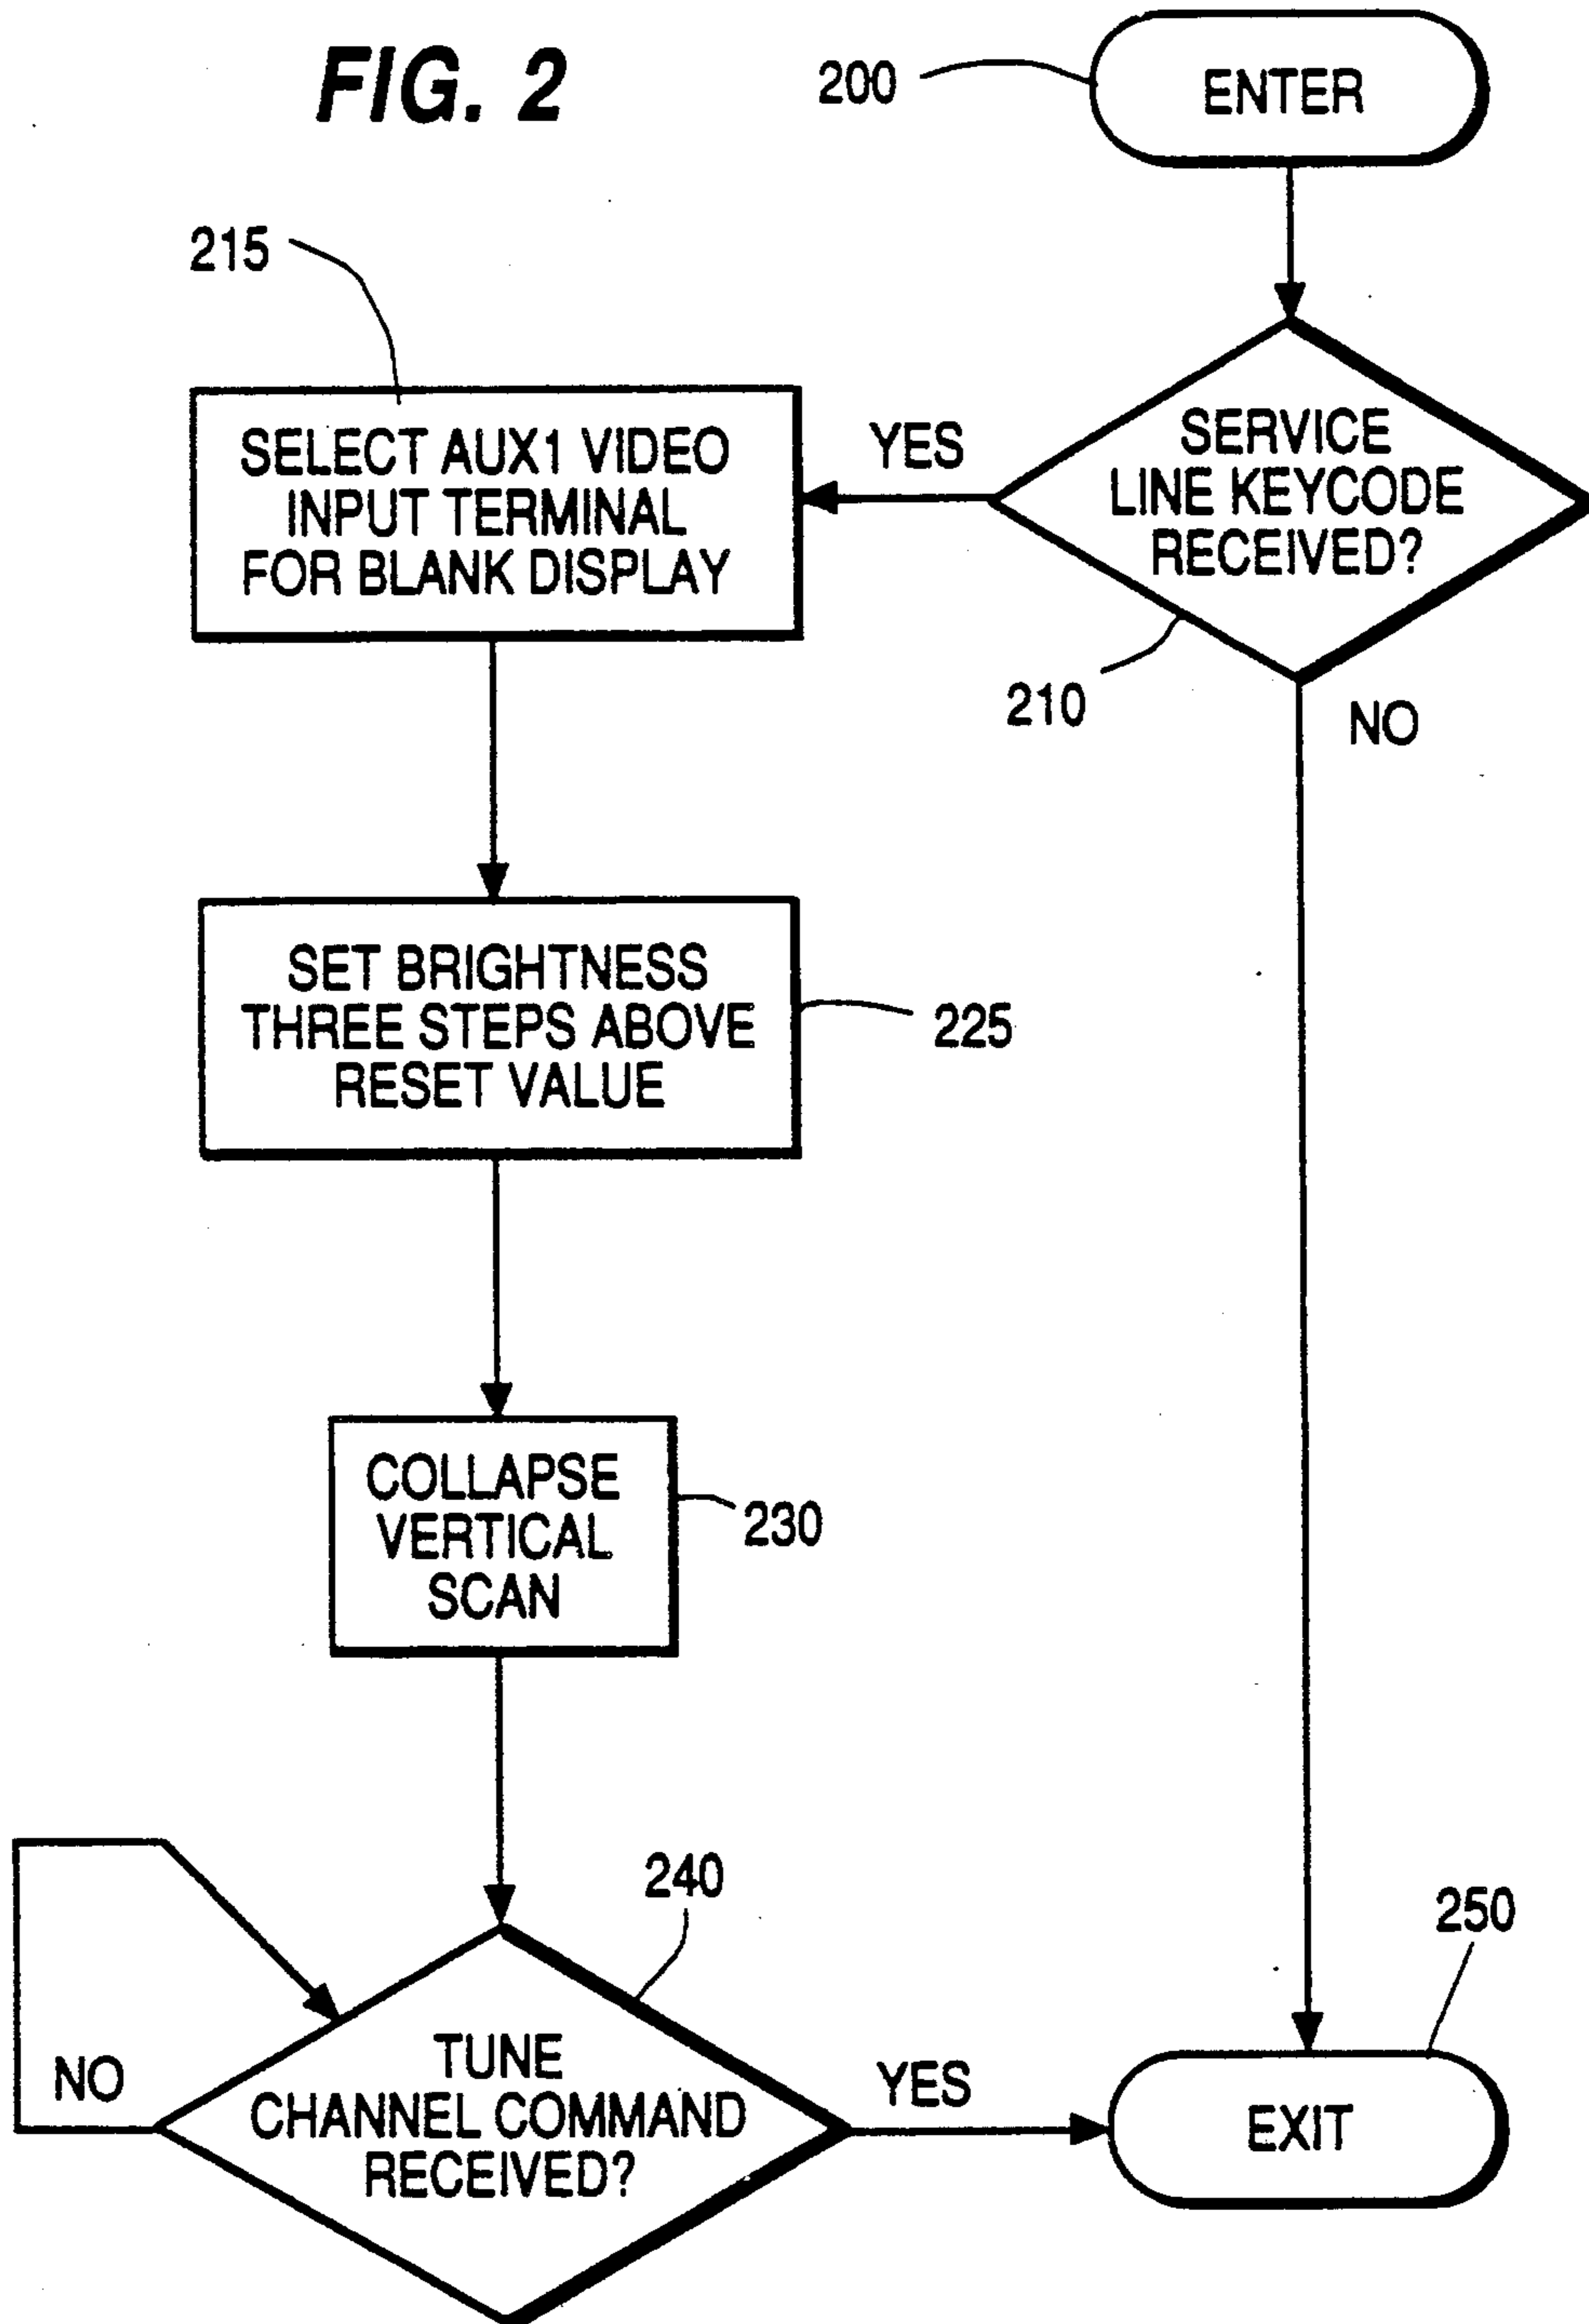 FIG. 2
200
ENTER
215
SELECT AUX1 VIDEO
INPUT TERMINAL
FOR BLANK DISPLAY
YES
SERVICE
LINE KEYCODE
RECEIVED?
210
NO
SET BRIGHTNESS
THREE STEPS ABOVE
RESET VALUE
225
COLLAPSE
VERTICAL
SCAN
230
240
250
NO
TUNE
CHANNEL COMMAND
RECEIVED?
YES
EXIT